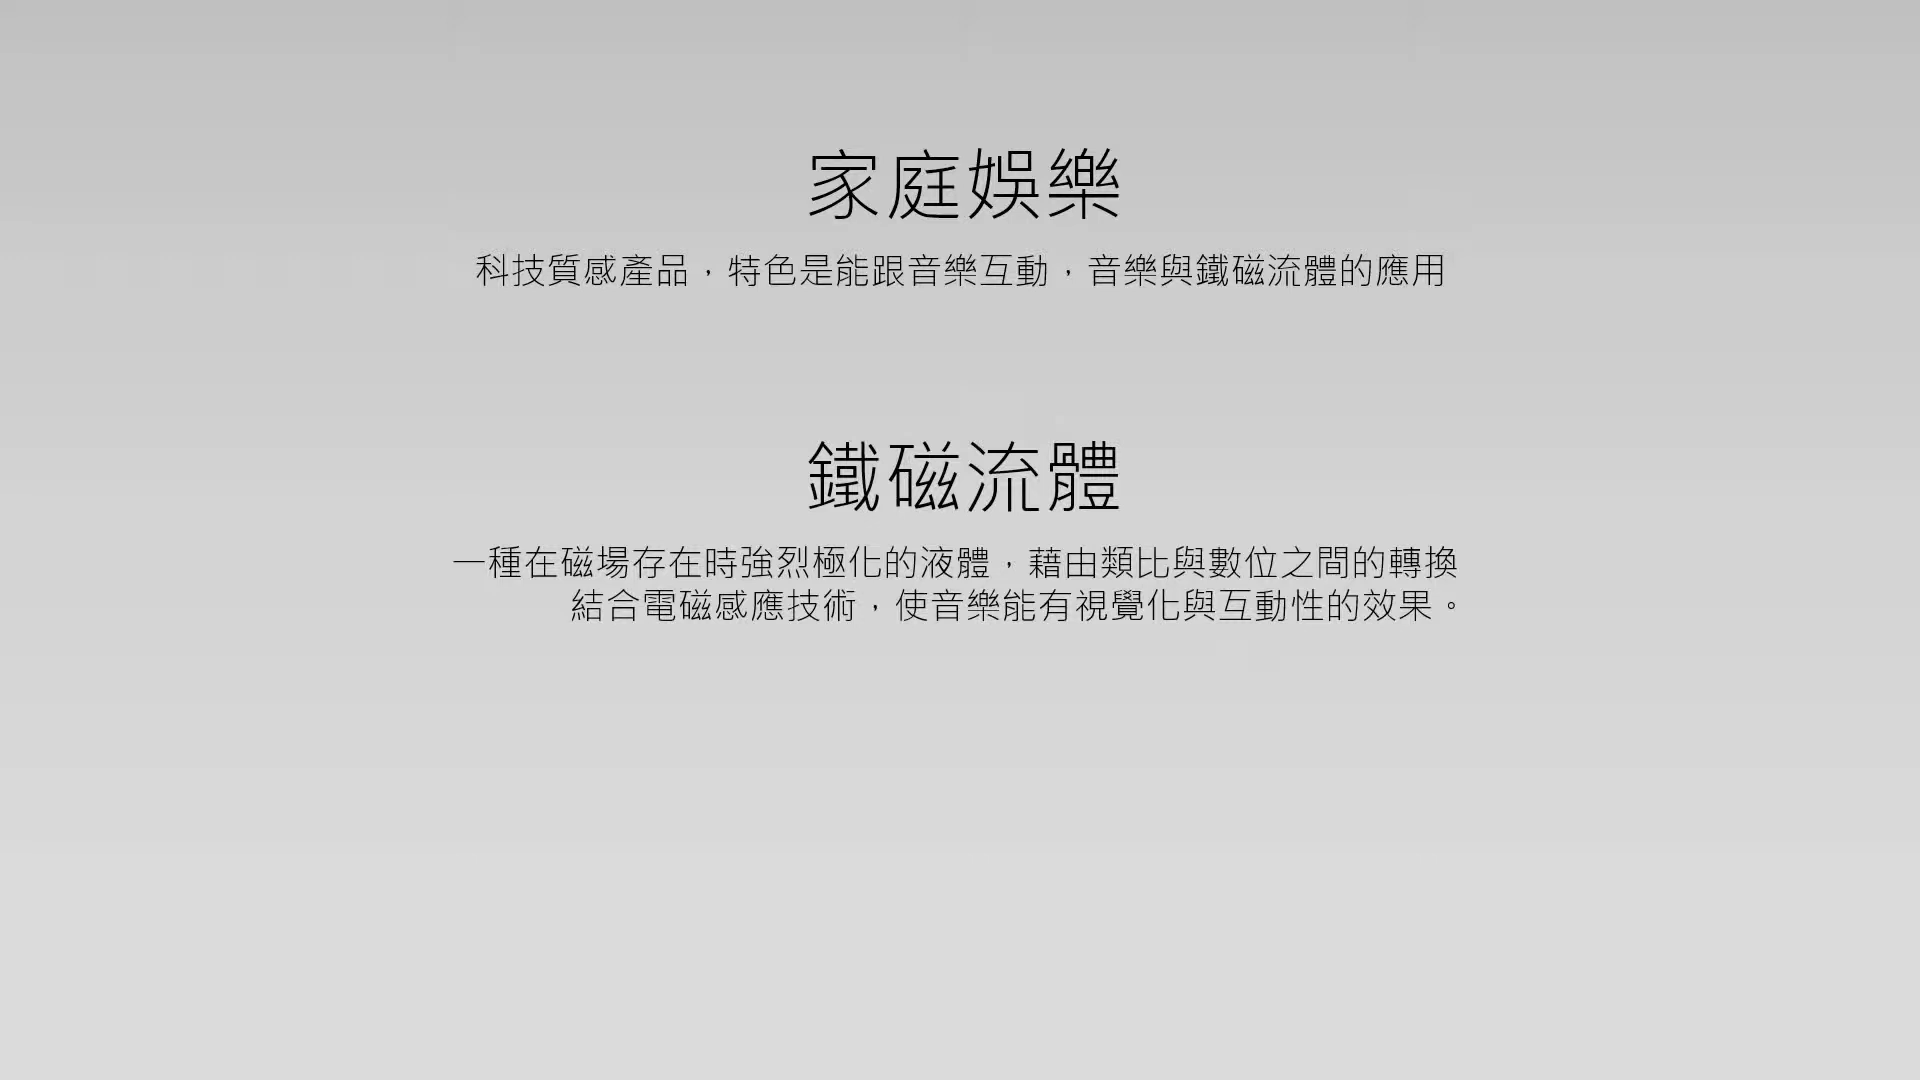 家庭娛樂
科技質感產品，特色是能跟音樂互動，音樂與鐵磁流體的應用
鐵磁流體
一種在磁場存在時強烈極化的液體，藉由類比與數位之間的轉換
結合電磁感應技術，使音樂能有視覺化與互動性的效果。